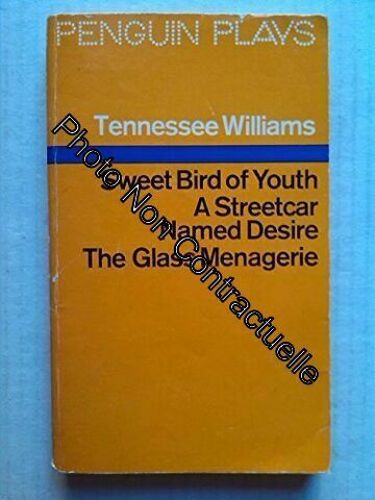 PENGUIN PLAYS
Tennessee Williams
Sweet Bird of Youth
A Streetcar
Named Desire
The Glass Menagerie
Photo Non Contractuelle